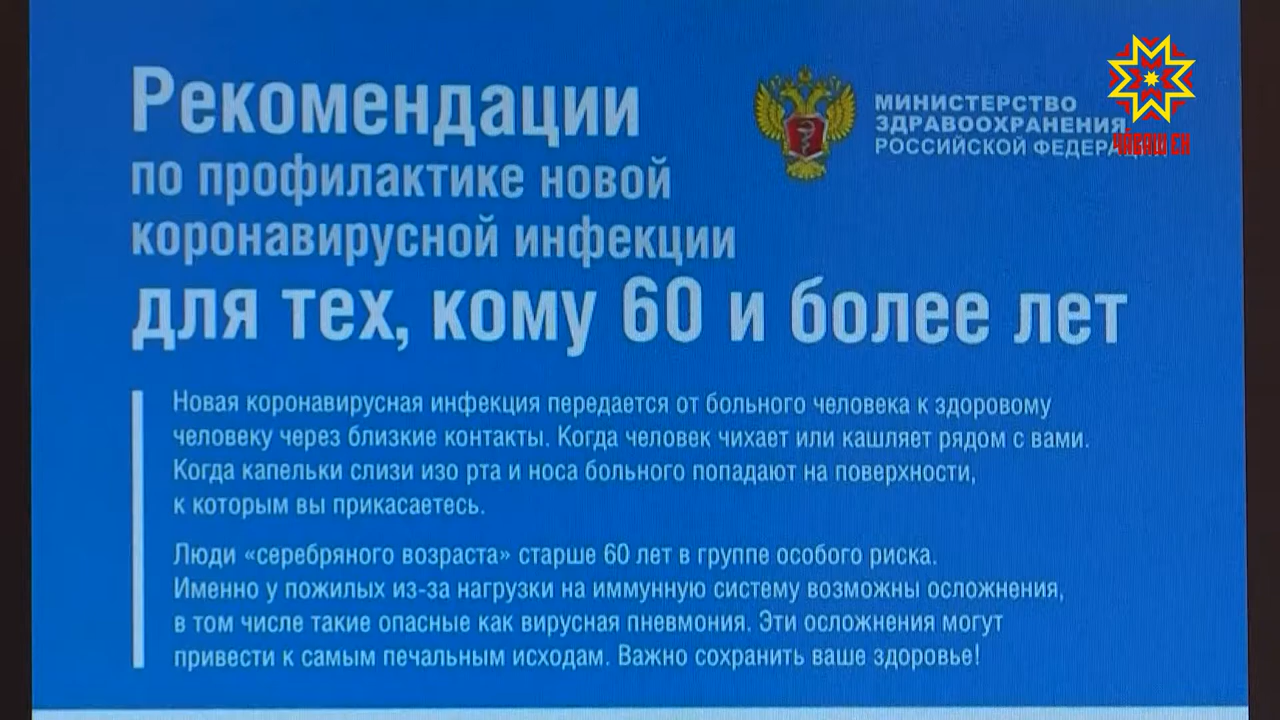 Рекомендации
по профилактике новой
коронавирусной инфекции
для тех, кому 60 и более лет
МИНИСТЕРСТВО
ЗДРАВООХРАНЕНИЯ
РОССИЙСКОЙ
ЧӐВАШ ЕН
Новая коронавирусная инфекция передается от больного человека к здоровому
человеку через близкие контакты. Когда человек чихает или кашляет рядом с вами.
Когда капельки слизи изо рта и носа больного попадают на поверхности,
к которым вы прикасаетесь.
Люди «серебряного возраста» старше 60 лет в группе особого риска.
Именно у пожилых из-за нагрузки на иммунную систему возможны осложнения,
в том числе такие опасные как вирусная пневмония. Эти осложнения могут
привести к самым печальным исходам. Важно сохранить ваше здоровье!